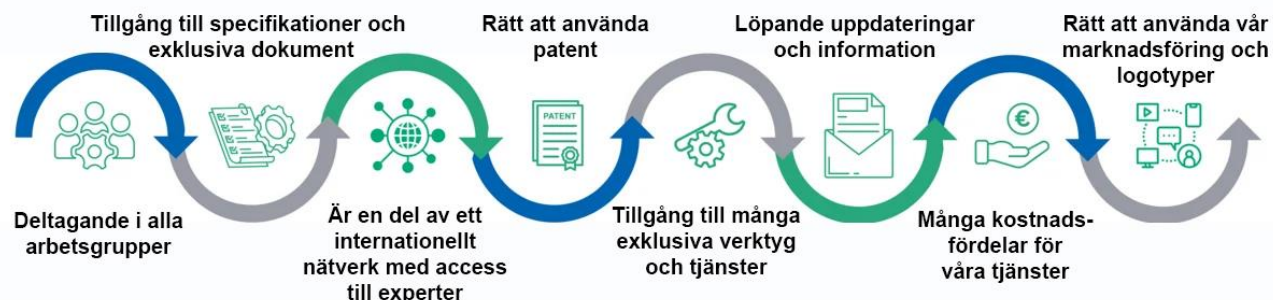 Deltagande i alla
arbetsgrupper
Tillgång till specifikationer och
exklusiva dokument
Är en del av ett
internationellt
nätverk med access
till experter
Rätt att använda
patent
PATENT
Tillgång till många
exklusiva verktyg
och tjänster
Löpande uppdateringar
och information
Många kostnads-
fördelar för
våra tjänster
€
Rätt att använda vår
marknadsföring och
logotyper